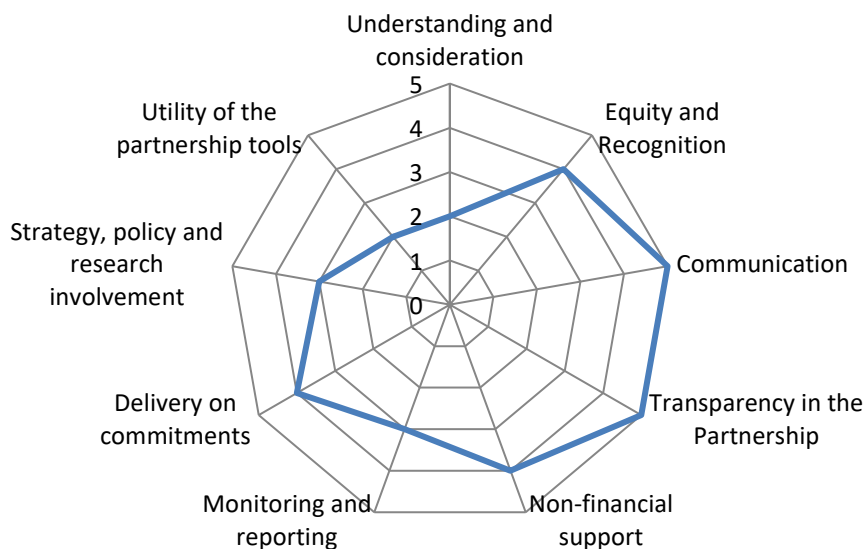 Understanding and
consideration
Equity and
Recognition
Communication
Transparency in the
Partnership
Non-financial
support
Monitoring and
reporting
Delivery on
commitments
Strategy, policy and
research
involvement
Utility of the
partnership tools
5
4
3
2
1
0